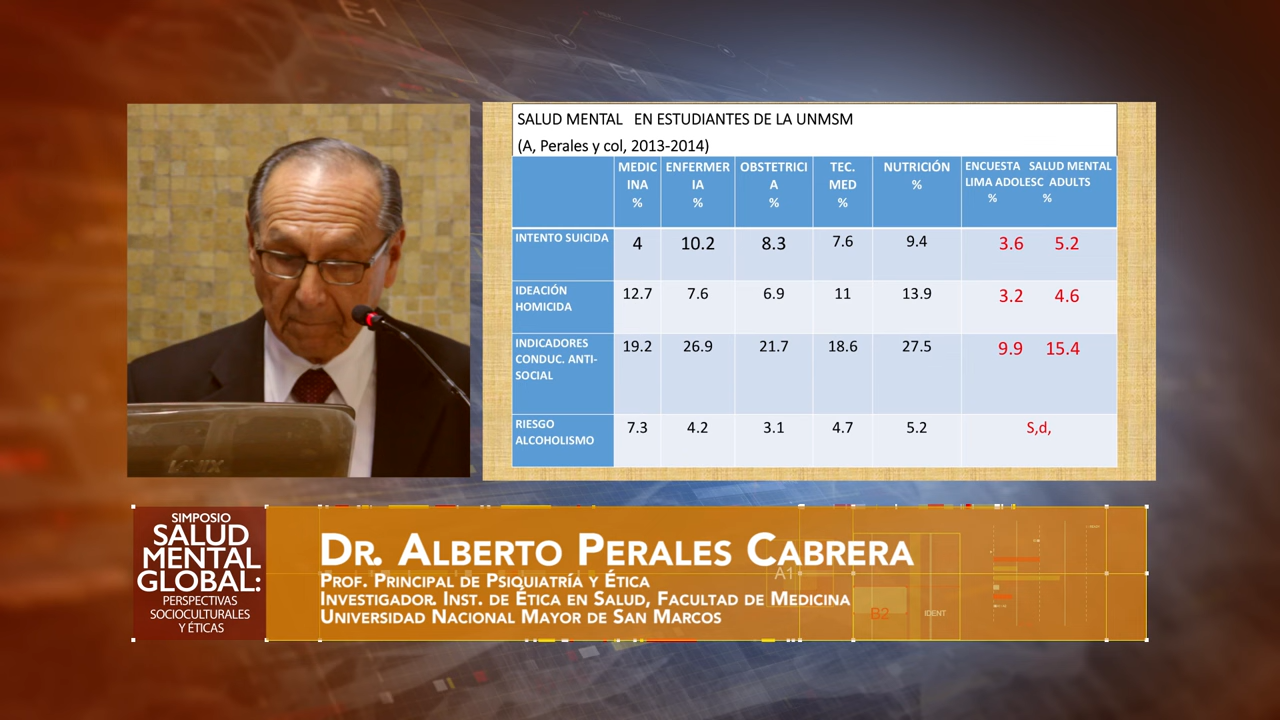 E1
SALUD MENTAL EN ESTUDIANTES DE LA UNMSM
(A, Perales y col, 2013-2014)
MEDIC
INA
%
ENFERMER
IA
%
OBSTETRICI
A
%
TEC.
MED
%
NUTRICIÓN
%
ENCUESTA SALUD MENTAL
LIMA ADOLESC ADULTS
% %
INTENTO SUICIDA 4 10.2 8.3 7.6 9.4 3.6 5.2
IDEACIÓN
HOMICIDA
12.7 7.6 6.9 11 13.9 3.2 4.6
INDICADORES
CONDUC. ANTI-
SOCIAL
19.2 26.9 21.7 18.6 27.5 9.9 15.4
RIESGO
ALCOHOLISMO
7.3 4.2 3.1 4.7 5.2 S,d,
SIMPOSIO
SALUD
MENTAL
GLOBAL:
PERSPECTIVAS
SOCIOCULTURALES
Y ÉTICAS
DR. ALBERTO PERALES CABRERA
PROF. PRINCIPAL DE PSIQUIATRÍA Y ÉTICA
INVESTIGADOR. INST. DE ÉTICA EN SALUD, FACULTAD DE MEDICINA
UNIVERSIDAD NACIONAL MAYOR DE SAN MARCOS
A1
B2
IDENT